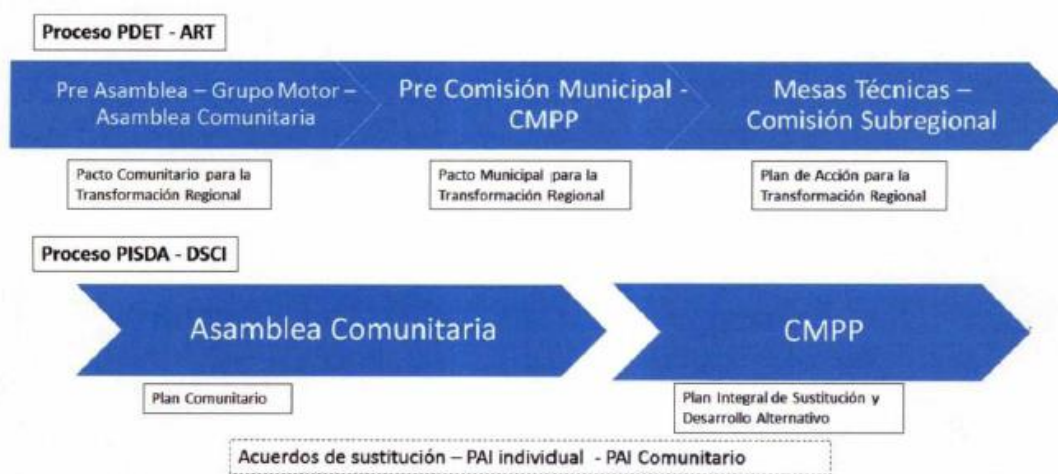 Proceso PDET - ART
Pre Asamblea – Grupo Motor –
Asamblea Comunitaria
Pre Comisión Municipal -
CMPP
Mesas Técnicas –
Comisión Subregional
Pacto Comunitario para la
Transformación Regional
Pacto Municipal para la
Transformación Regional
Plan de Acción para la
Transformación Regional
Proceso PISDA - DSCI
Asamblea Comunitaria
CMPP
Plan Comunitario
Plan Integral de Sustitución y
Desarrollo Alternativo
Acuerdos de sustitución – PAI individual - PAI Comunitario